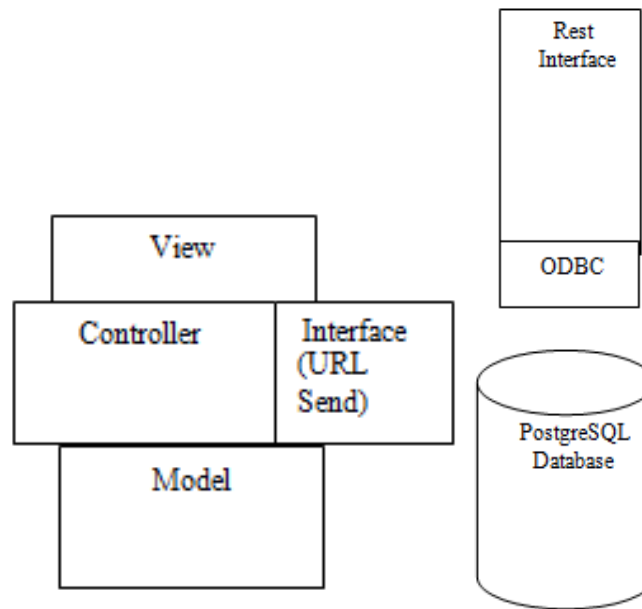 Rest
Interface
ODBC
View
Controller
Interface
(URL
Send)
Model
PostgreSQL
Database